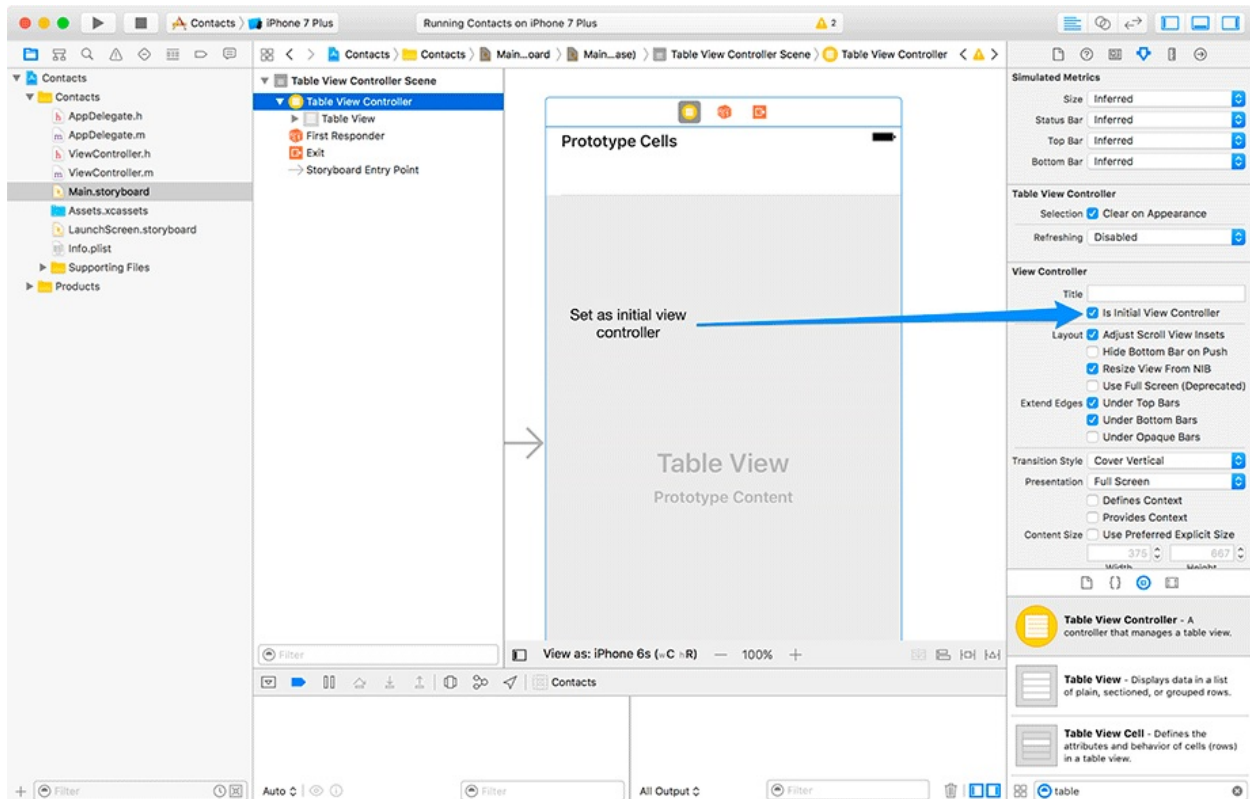 Contacts
iPhone 7 Plus
Running Contacts on iPhone 7 Plus
2
Contacts
Contacts
Main...oard
Main...ase)
Table View Controller Scene
Table View Controller
Contacts
Contacts
AppDelegate.h
AppDelegate.m
ViewController.h
ViewController.m
Main.storyboard
Assets.xcassets
LaunchScreen.storyboard
Info.plist
Supporting Files
Products
Filter
Table View Controller Scene
Table View Controller
Table View
First Responder
Exit
Storyboard Entry Point
Filter
Prototype Cells
Set as initial view
controller
Table View
Prototype Content
View as: iPhone 6s (wC hR)
100%
Contacts
Auto
Filter
All Output
Filter
Simulated Metrics
Size Inferred
Status Bar Inferred
Top Bar Inferred
Bottom Bar Inferred
Table View Controller
Selection Clear on Appearance
Refreshing Disabled
View Controller
Title
Is Initial View Controller
Layout Adjust Scroll View Insets
Hide Bottom Bar on Push
Resize View From NIB
Use Full Screen (Deprecated)
Extend Edges Under Top Bars
Under Bottom Bars
Under Opaque Bars
Transition Style Cover Vertical
Presentation Full Screen
Defines Context
Provides Context
Content Size Use Preferred Explicit Size
375 667
Width Height
Table View Controller - A
controller that manages a table view.
Table View - Displays data in a list
of plain, sectioned, or grouped rows.
Table View Cell - Defines the
attributes and behavior of cells (rows)
in a table view.
table